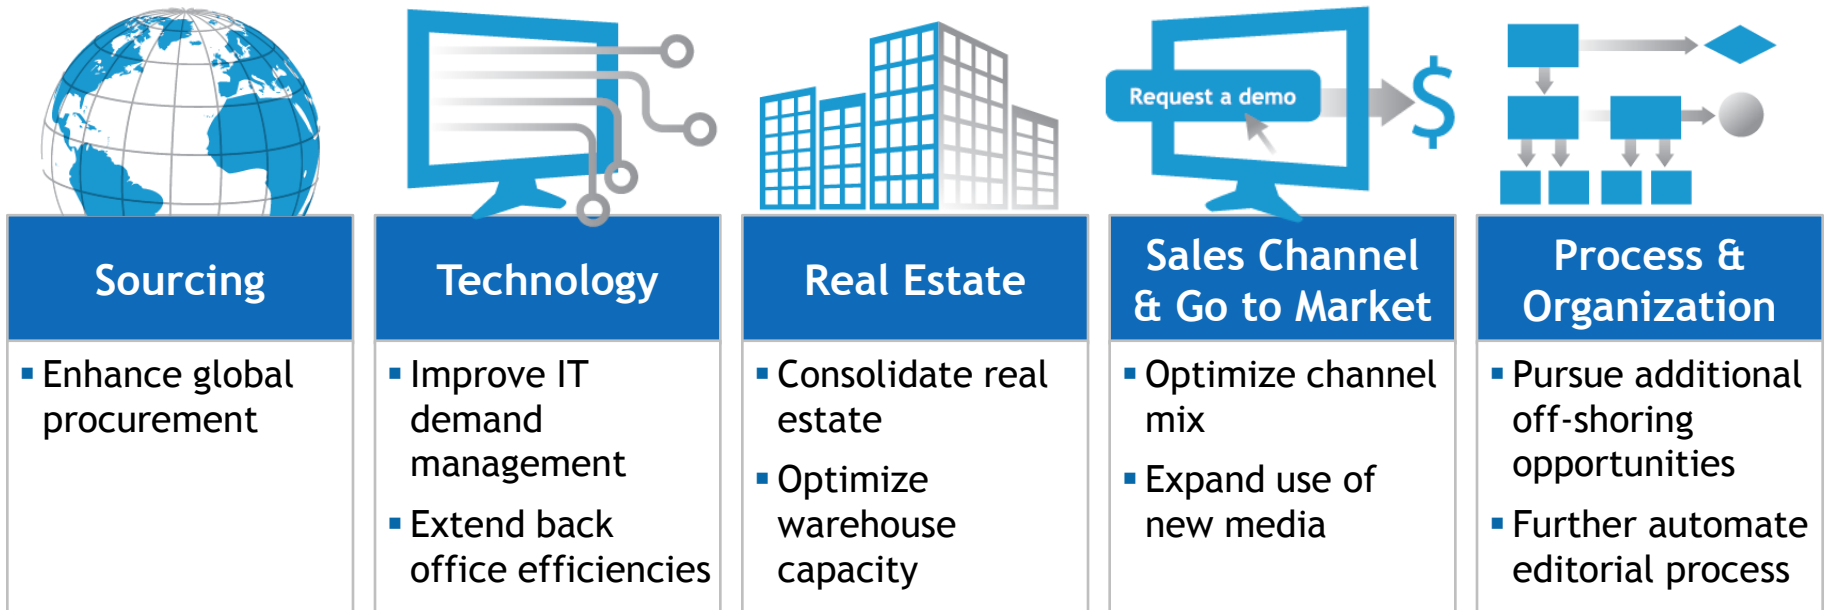 Request a demo
$
Sourcing
▪ Enhance global
procurement
Technology
▪ Improve IT
demand
management
▪ Extend back
office efficiencies
Real Estate
▪ Consolidate real
estate
▪ Optimize
warehouse
capacity
Sales Channel
& Go to Market
▪ Optimize channel
mix
▪ Expand use of
new media
Process &
Organization
▪ Pursue additional
off-shoring
opportunities
▪ Further automate
editorial process